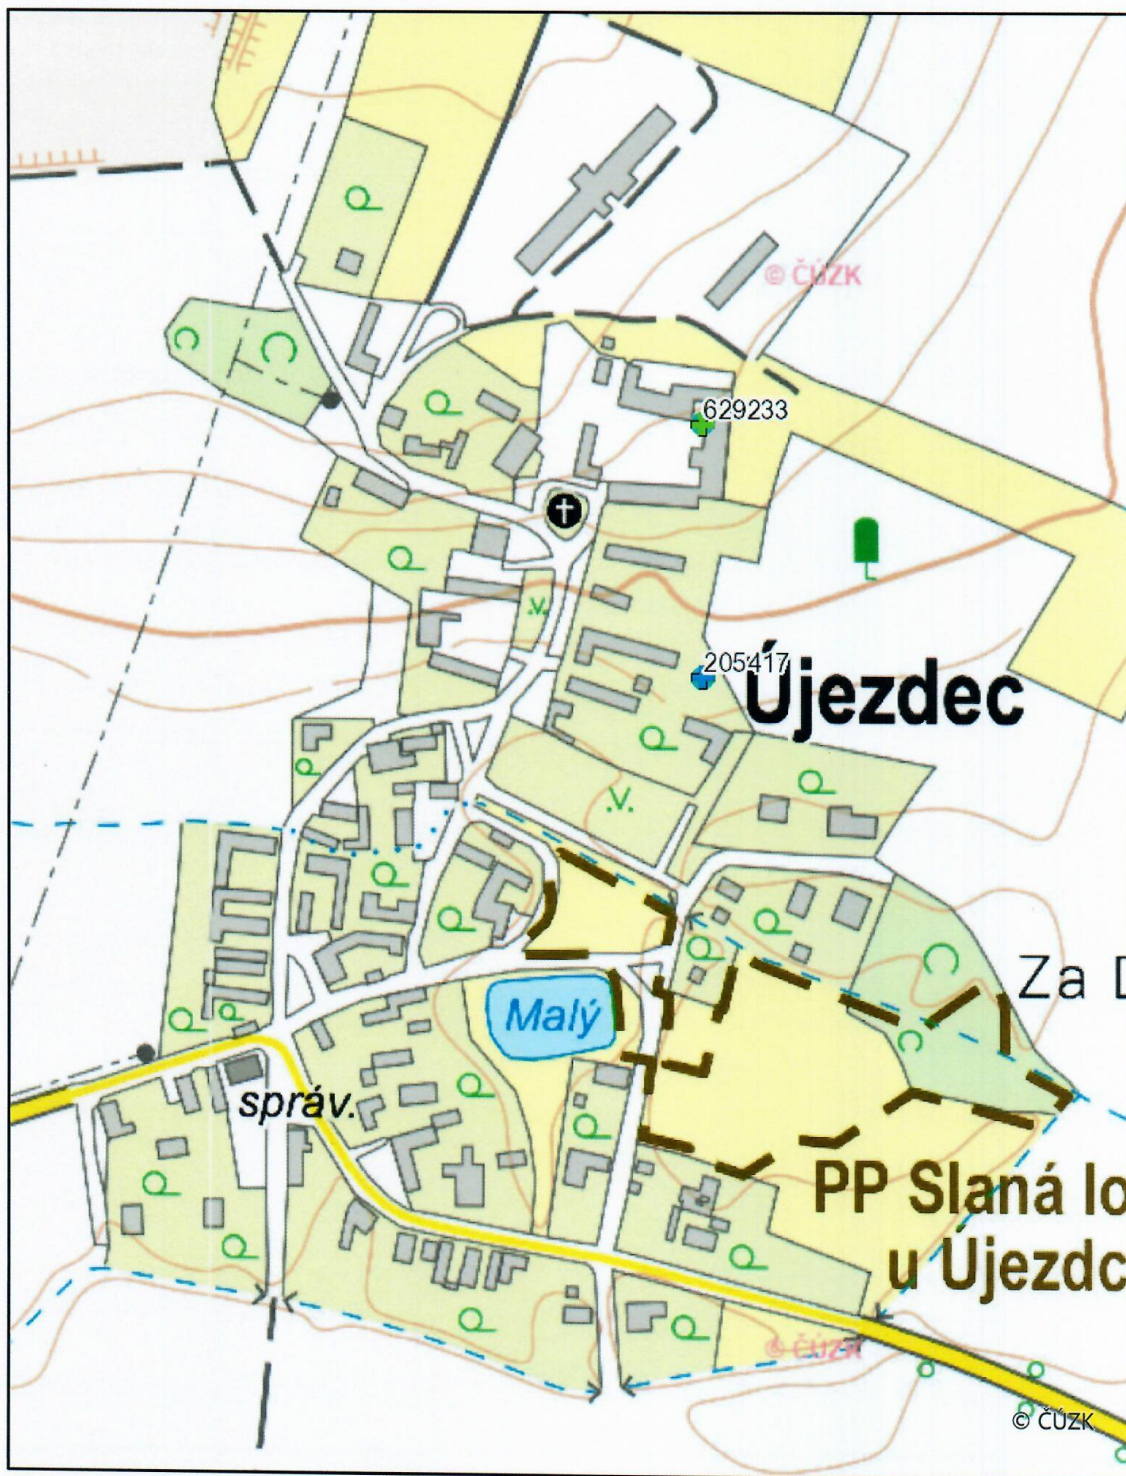 © ČÚZK
629233
205417
Újezdec
Za
Malý
správ.
PP Slaná lo
u Újezdc
© ČÚZK
© ČÚZK